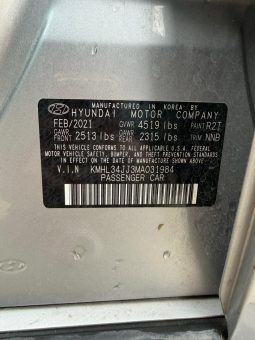 MANUFACTURED IN KOREA BY
HYUNDAI MOTOR COMPANY
FEB/2021 GVWR 4519 lbs PAINT R2T
GAWR FRONT 2513 lbs GAWR REAR 2315 lbs TRIM NNB
THIS VEHICLE CONFORMS TO ALL
APPLICABLE U.S.A. FEDERAL
MOTOR VEHICLE SAFETY, BUMPER, AND THEFT
PREVENTION STANDARDS IN EFFECT ON THE
DATE OF MANUFACTURE SHOWN ABOVE.
V.I.N KMHL34JJ3MA031984
PASSENGER CAR